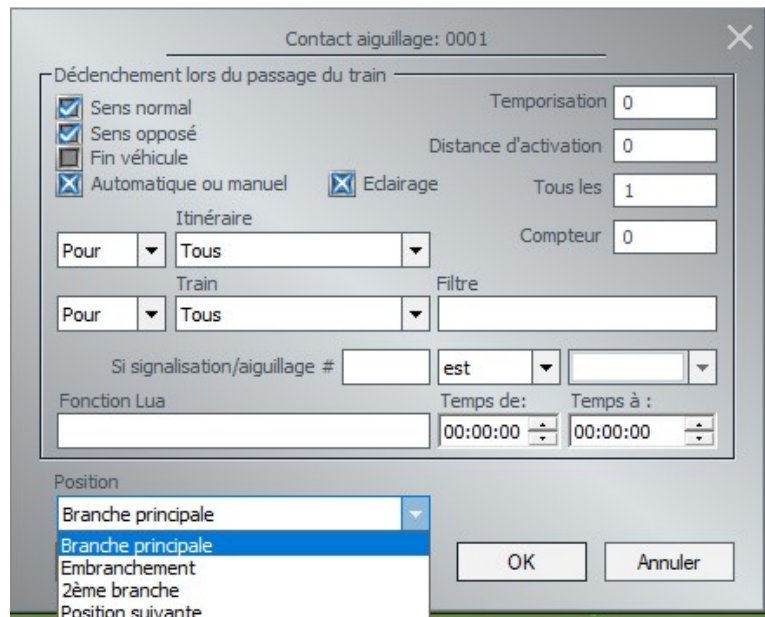 Contact aiguillage: 0001
Déclenchement lors du passage du train
Sens normal
Temporisation 0
Sens opposé
Distance d'activation 0
Fin véhicule
Automatique ou manuel Eclairage
Tous les 1
Itinéraire
Compteur 0
Pour Tous
Train Filtre
Pour Tous
Si signalisation/aiguillage # est
Fonction Lua Temps de: Temps à :
00:00:00 00:00:00
Position
Branche principale
Branche principale
Embranchement
OK Annuler
2ème branche
Position suivante